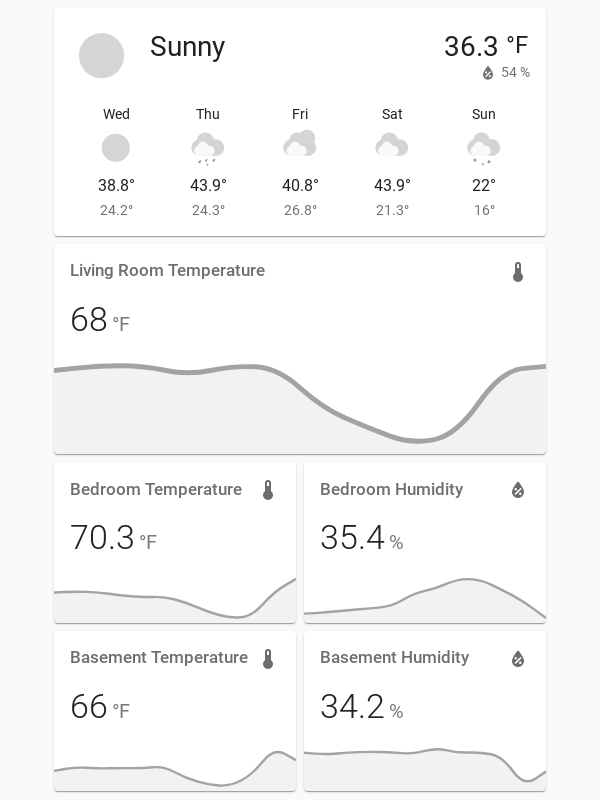 Sunny
36.3 °F
54 %
Wed Thu Fri Sat Sun
38.8° 43.9° 40.8° 43.9° 22°
24.2° 24.3° 26.8° 21.3° 16°
Living Room Temperature
68 °F
Bedroom Temperature
70.3 °F
Bedroom Humidity
35.4 %
Basement Temperature
66 °F
Basement Humidity
34.2 %